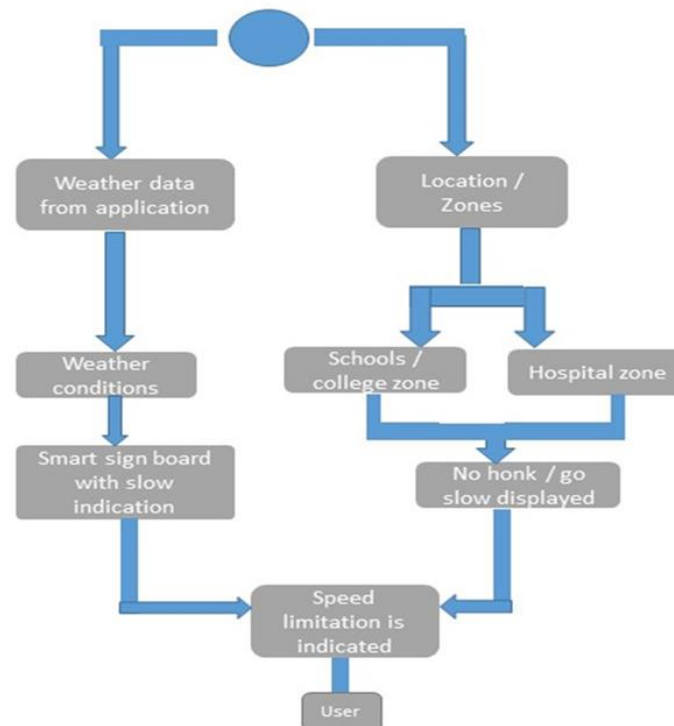 Weather data
from application
Location /
Zones
Weather
conditions
Schools /
college zone
Hospital zone
Smart sign board
with slow
indication
No honk / go
slow displayed
Speed
limitation is
indicated
User